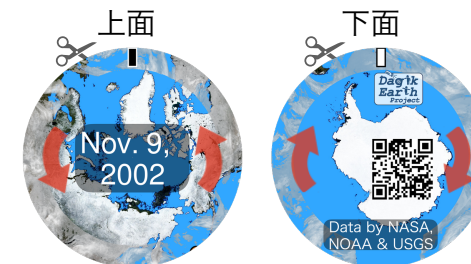 上面
下面
Nov. 9,
2002
Dagik
Earth
Project
Data by NASA,
NOAA & USGS